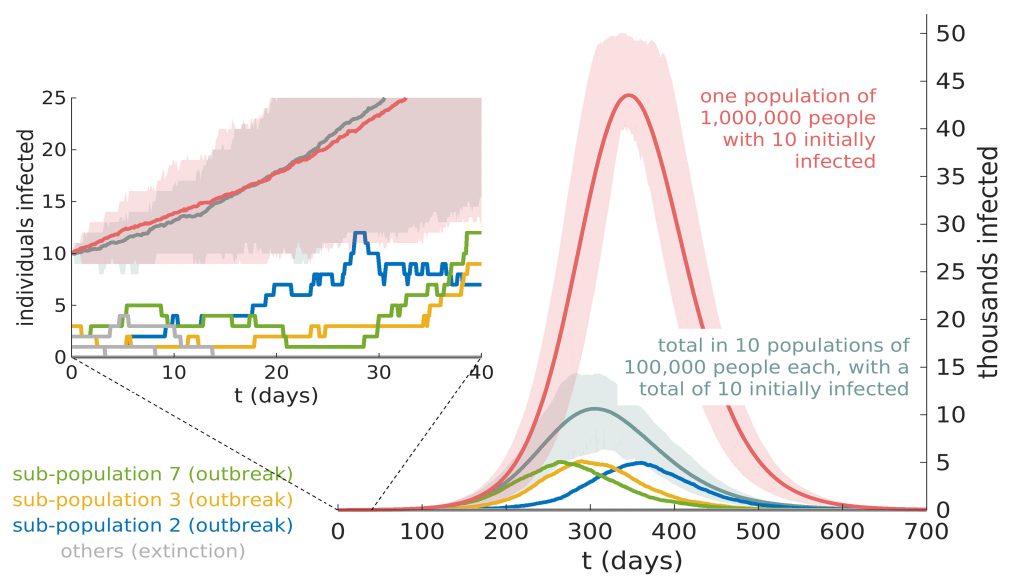 50
45
40
35
30
25
20
15
10
5
0
thousands infected
one population of
1,000,000 people
with 10 initially
infected
total in 10 populations of
100,000 people each, with a
total of 10 initially infected
25
20
15
10
5
0
individuals infected
0 10 20 30 40
t (days)
sub-population 7 (outbreak)
sub-population 3 (outbreak)
sub-population 2 (outbreak)
others (extinction)
0 100 200 300 400 500 600 700
t (days)